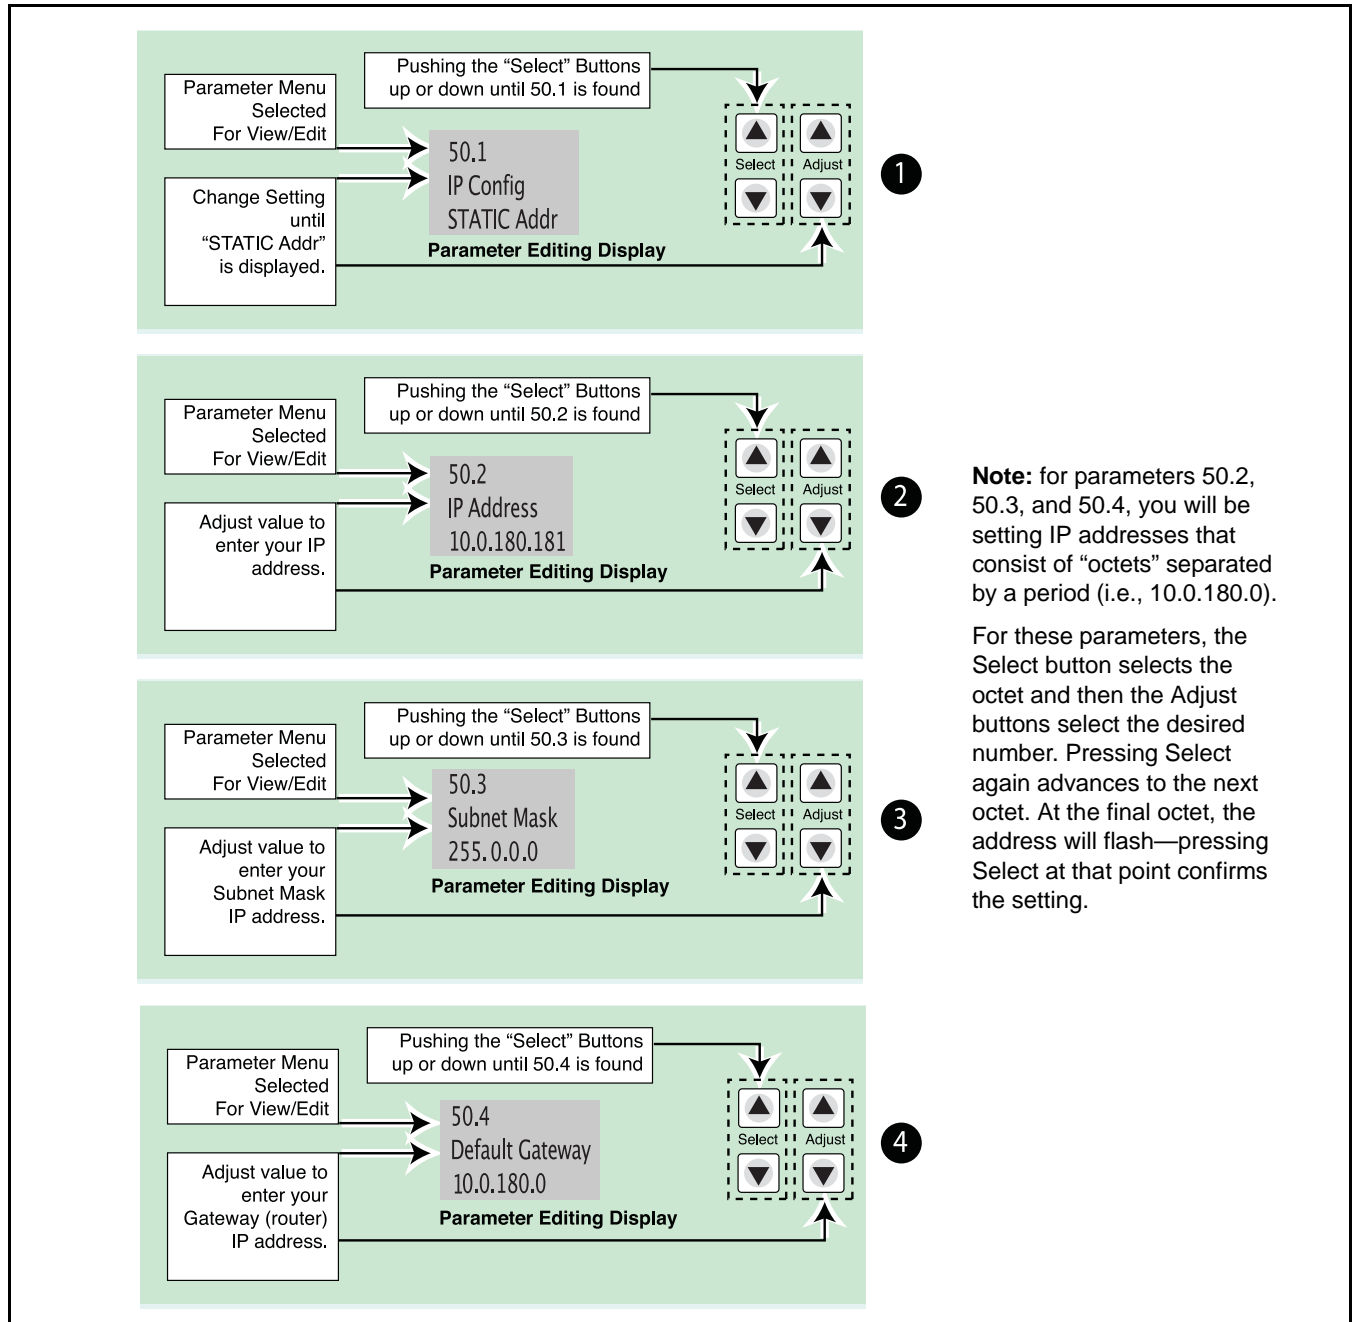 Pushing the “Select” Buttons
up or down until 50.1 is found
Parameter Menu
Selected
For View/Edit
Change Setting
until
“STATIC Addr”
is displayed.
50.1
IP Config
STATIC Addr
Parameter Editing Display
Select
Adjust
1
Pushing the “Select” Buttons
up or down until 50.2 is found
Parameter Menu
Selected
For View/Edit
Adjust value to
enter your IP
address.
50.2
IP Address
10.0.180.181
Parameter Editing Display
Select
Adjust
2
Pushing the “Select” Buttons
up or down until 50.3 is found
Parameter Menu
Selected
For View/Edit
Adjust value to
enter your
Subnet Mask
IP address.
50.3
Subnet Mask
255.0.0.0
Parameter Editing Display
Select
Adjust
3
Pushing the “Select” Buttons
up or down until 50.4 is found
Parameter Menu
Selected
For View/Edit
Adjust value to
enter your
Gateway (router)
IP address.
50.4
Default Gateway
10.0.180.0
Parameter Editing Display
Select
Adjust
4
Note: for parameters 50.2,
50.3, and 50.4, you will be
setting IP addresses that
consist of “octets” separated
by a period (i.e., 10.0.180.0).
For these parameters, the
Select button selects the
octet and then the Adjust
buttons select the desired
number. Pressing Select
again advances to the next
octet. At the final octet, the
address will flash—pressing
Select at that point confirms
the setting.